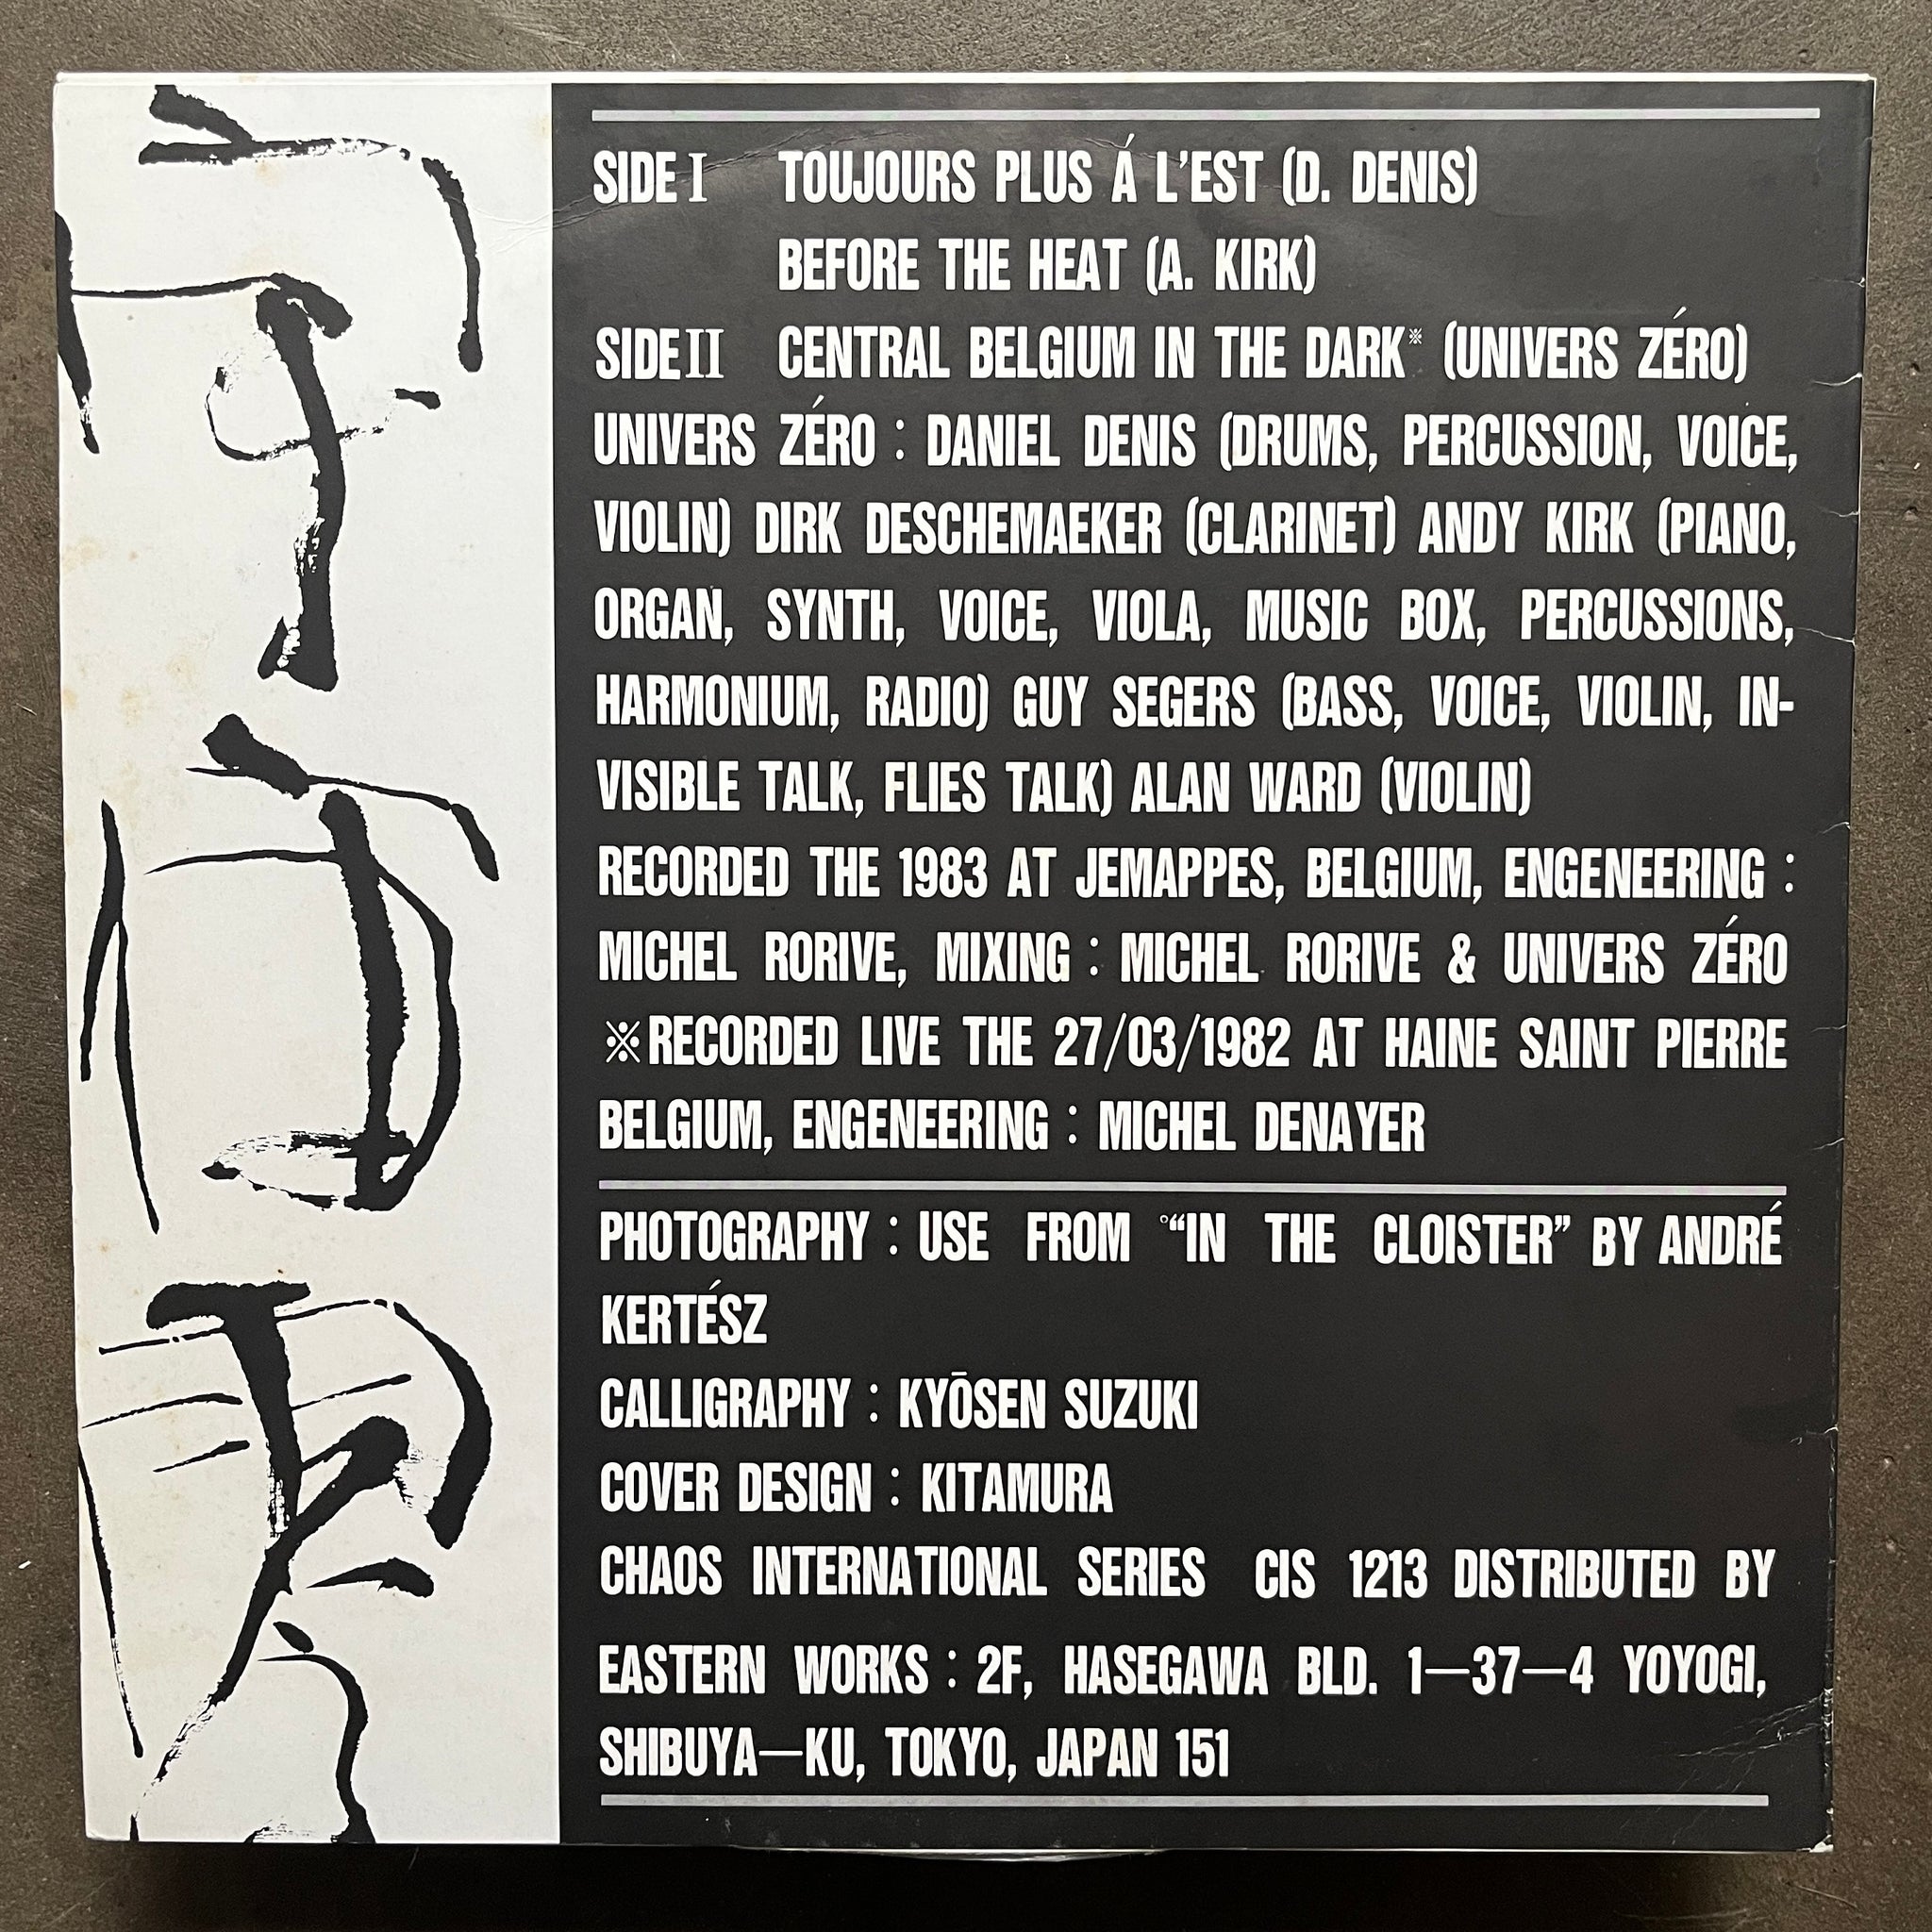 SIDE I TOUJOURS PLUS Á L'EST (D. DENIS)
BEFORE THE HEAT (A. KIRK)
SIDE II CENTRAL BELGIUM IN THE DARK※ (UNIVERS ZÉRO)
UNIVERS ZÉRO : DANIEL DENIS (DRUMS, PERCUSSION, VOICE,
VIOLIN) DIRK DESCHEMAEKER (CLARINET) ANDY KIRK (PIANO,
ORGAN, SYNTH, VOICE, VIOLA, MUSIC BOX, PERCUSSIONS,
HARMONIUM, RADIO) GUY SEGERS (BASS, VOICE, VIOLIN, IN-
VISIBLE TALK, FLIES TALK) ALAN WARD (VIOLIN)
RECORDED THE 1983 AT JEMAPPES, BELGIUM, ENGENEERING :
MICHEL RORIVE, MIXING : MICHEL RORIVE & UNIVERS ZÉRO
※RECORDED LIVE THE 27/03/1982 AT HAINE SAINT PIERRE
BELGIUM, ENGENEERING : MICHEL DENAYER
PHOTOGRAPHY : USE FROM °“IN THE CLOISTER” BY ANDRÉ
KERTÉSZ
CALLIGRAPHY : KYŌSEN SUZUKI
COVER DESIGN : KITAMURA
CHAOS INTERNATIONAL SERIES CIS 1213 DISTRIBUTED BY
EASTERN WORKS : 2F, HASEGAWA BLD. 1—37—4 YOYOGI,
SHIBUYA—KU, TOKYO, JAPAN 151